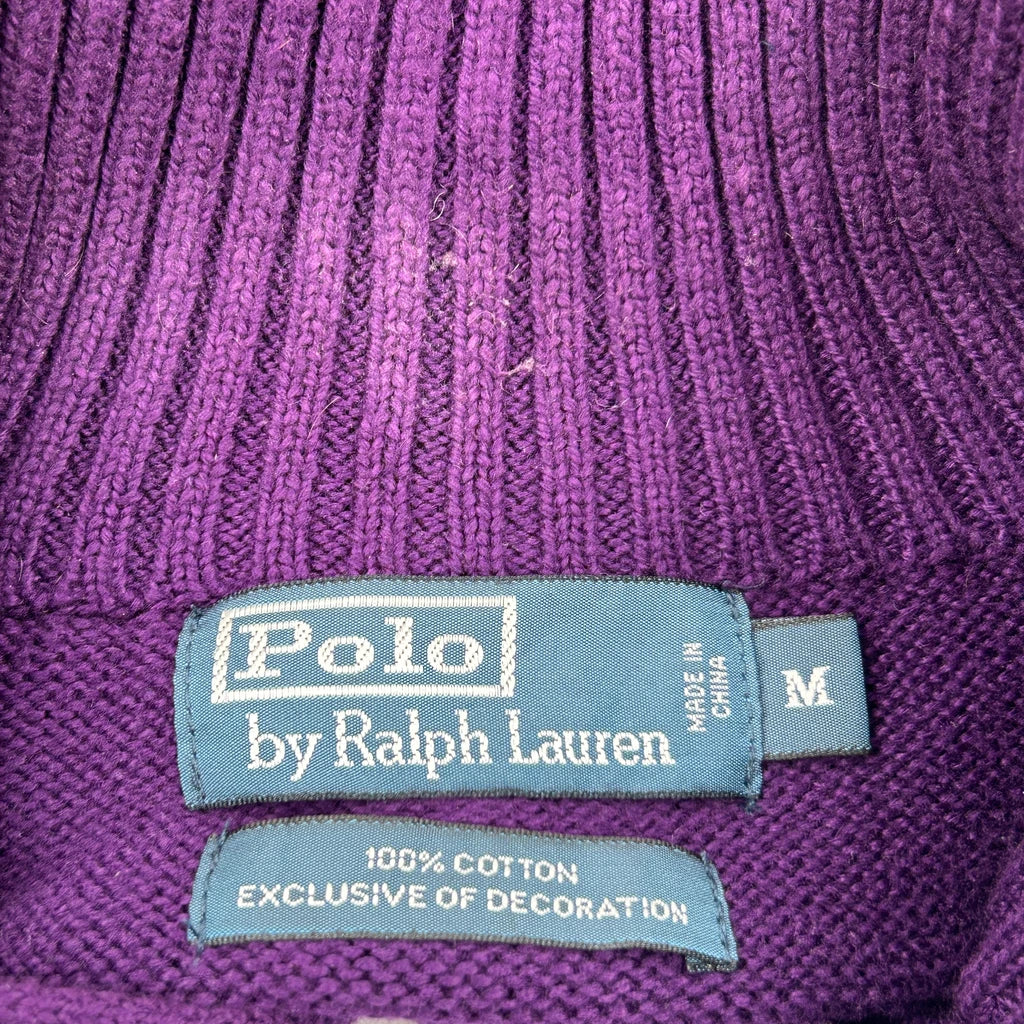 Polo
by Ralph Lauren
MADE IN
CHINA
M
100% COTTON
EXCLUSIVE OF DECORATION